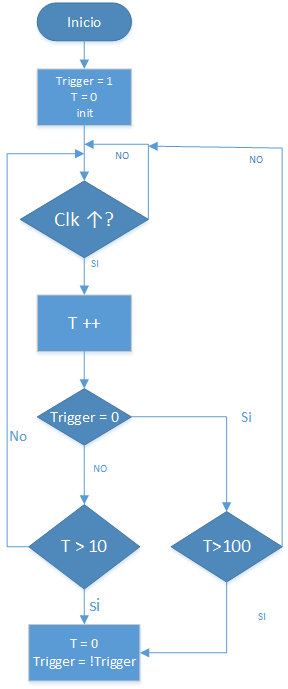 Inicio
Trigger = 1
T = 0
init
NO
NO
Clk ↑?
SI
T ++
Trigger = 0
Si
No
NO
T > 10
T>100
si
SI
T = 0
Trigger = !Trigger